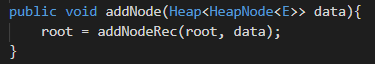 public void addNode(Heap<HeapNode<E>> data){
root = addNodeRec(root, data);
}